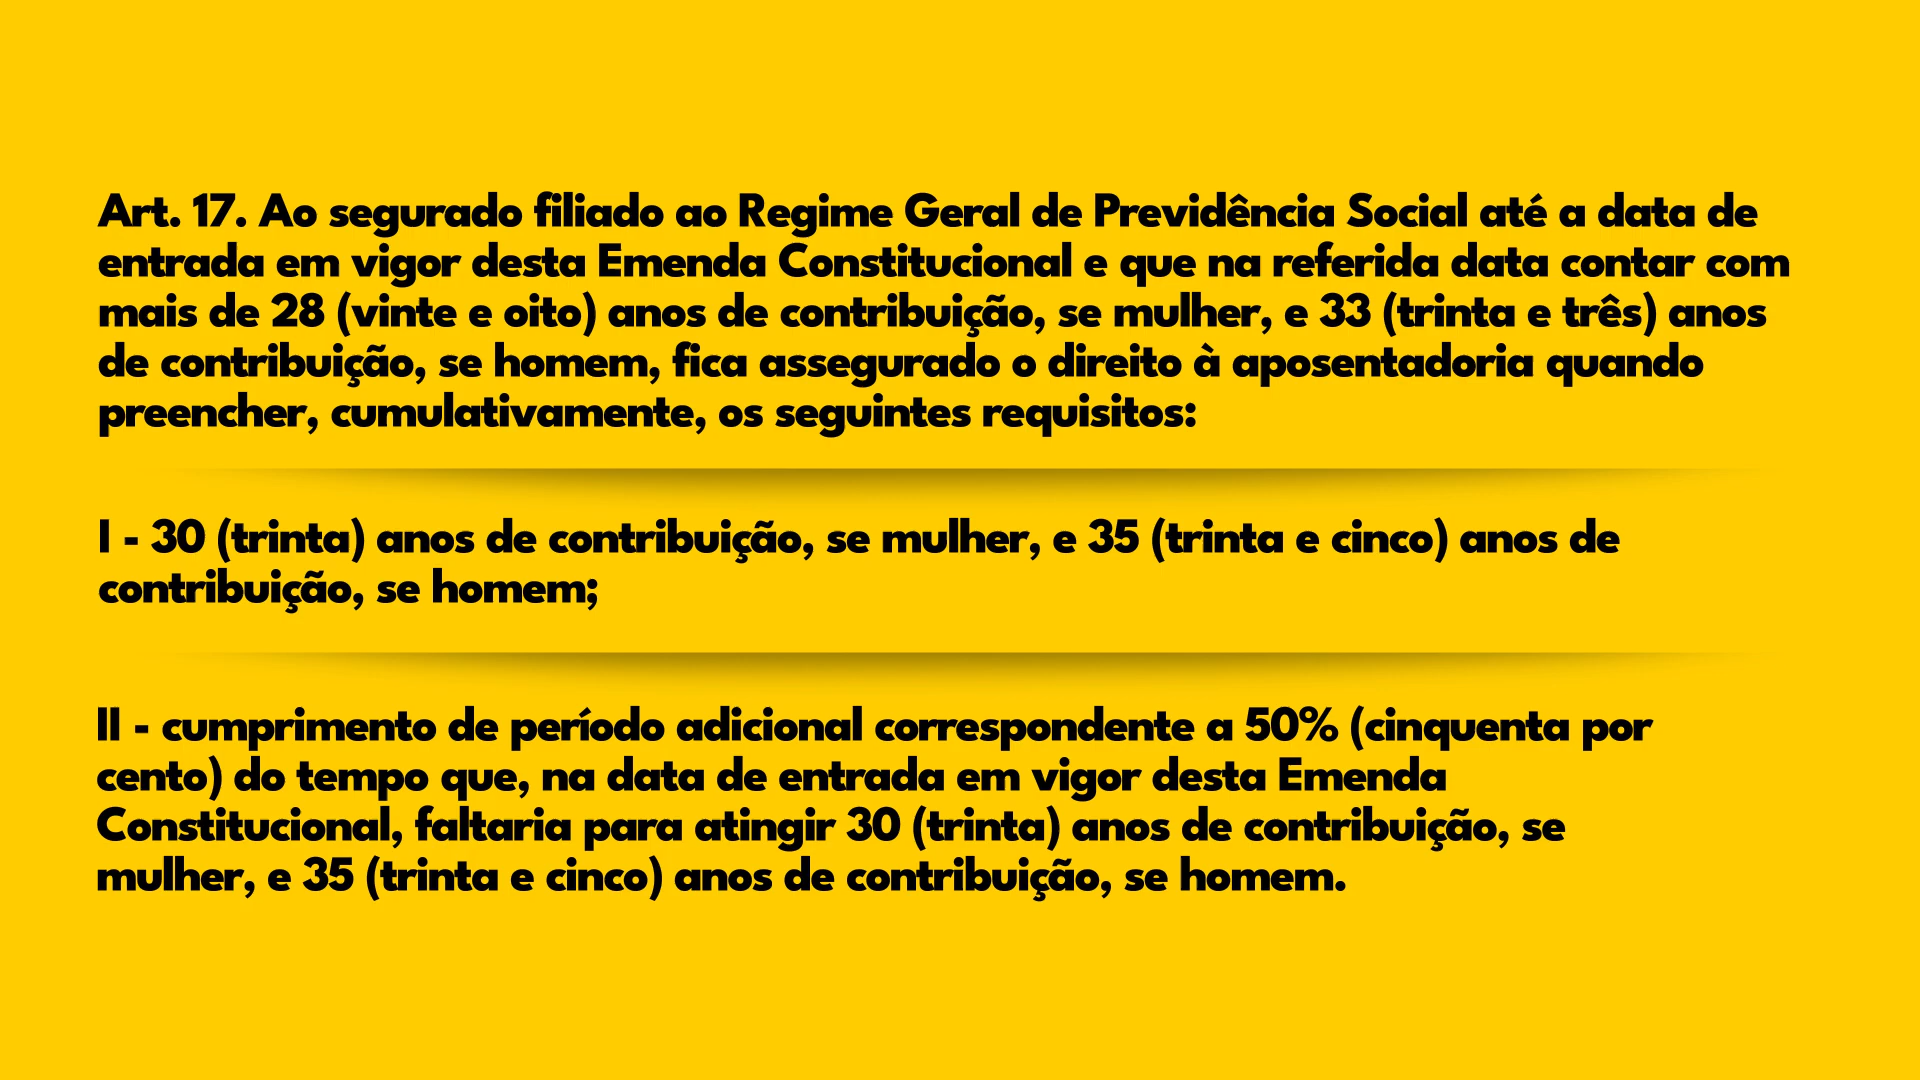 Art. 17. Ao segurado filiado ao Regime Geral de Previdência Social até a data de
entrada em vigor desta Emenda Constitucional e que na referida data contar com
mais de 28 (vinte e oito) anos de contribuição, se mulher, e 33 (trinta e três) anos
de contribuição, se homem, fica assegurado o direito à aposentadoria quando
preencher, cumulativamente, os seguintes requisitos:
I - 30 (trinta) anos de contribuição, se mulher, e 35 (trinta e cinco) anos de
contribuição, se homem;
II - cumprimento de período adicional correspondente a 50% (cinquenta por
cento) do tempo que, na data de entrada em vigor desta Emenda
Constitucional, faltaria para atingir 30 (trinta) anos de contribuição, se
mulher, e 35 (trinta e cinco) anos de contribuição, se homem.